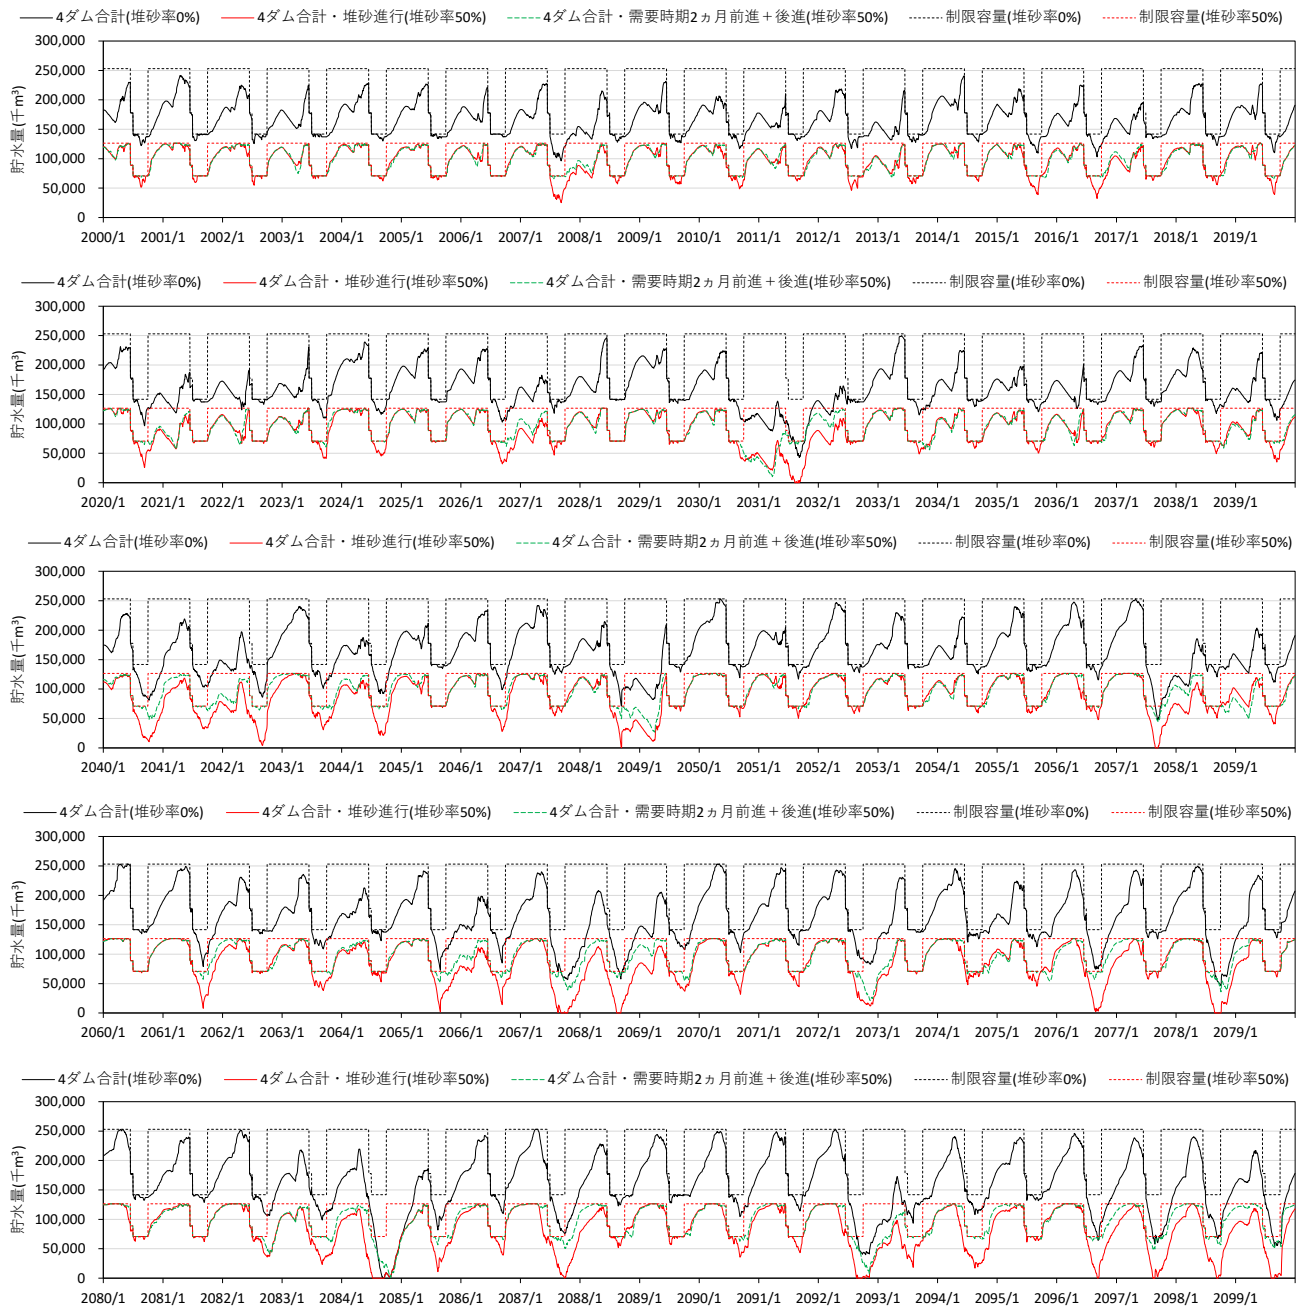 4ダム合計(堆砂率0%) 4ダム合計・堆砂進行(堆砂率50%) 4ダム合計・需要時期2ヵ月前進＋後進(堆砂率50%) 制限容量(堆砂率0%) 制限容量(堆砂率50%)
貯水量(千m³)
300,000
250,000
200,000
150,000
100,000
50,000
0
2000/1 2001/1 2002/1 2003/1 2004/1 2005/1 2006/1 2007/1 2008/1 2009/1 2010/1 2011/1 2012/1 2013/1 2014/1 2015/1 2016/1 2017/1 2018/1 2019/1
4ダム合計(堆砂率0%) 4ダム合計・堆砂進行(堆砂率50%) 4ダム合計・需要時期2ヵ月前進＋後進(堆砂率50%) 制限容量(堆砂率0%) 制限容量(堆砂率50%)
貯水量(千m³)
300,000
250,000
200,000
150,000
100,000
50,000
0
2020/1 2021/1 2022/1 2023/1 2024/1 2025/1 2026/1 2027/1 2028/1 2029/1 2030/1 2031/1 2032/1 2033/1 2034/1 2035/1 2036/1 2037/1 2038/1 2039/1
4ダム合計(堆砂率0%) 4ダム合計・堆砂進行(堆砂率50%) 4ダム合計・需要時期2ヵ月前進＋後進(堆砂率50%) 制限容量(堆砂率0%) 制限容量(堆砂率50%)
貯水量(千m³)
300,000
250,000
200,000
150,000
100,000
50,000
0
2040/1 2041/1 2042/1 2043/1 2044/1 2045/1 2046/1 2047/1 2048/1 2049/1 2050/1 2051/1 2052/1 2053/1 2054/1 2055/1 2056/1 2057/1 2058/1 2059/1
4ダム合計(堆砂率0%) 4ダム合計・堆砂進行(堆砂率50%) 4ダム合計・需要時期2ヵ月前進＋後進(堆砂率50%) 制限容量(堆砂率0%) 制限容量(堆砂率50%)
貯水量(千m³)
300,000
250,000
200,000
150,000
100,000
50,000
0
2060/1 2061/1 2062/1 2063/1 2064/1 2065/1 2066/1 2067/1 2068/1 2069/1 2070/1 2071/1 2072/1 2073/1 2074/1 2075/1 2076/1 2077/1 2078/1 2079/1
4ダム合計(堆砂率0%) 4ダム合計・堆砂進行(堆砂率50%) 4ダム合計・需要時期2ヵ月前進＋後進(堆砂率50%) 制限容量(堆砂率0%) 制限容量(堆砂率50%)
貯水量(千m³)
300,000
250,000
200,000
150,000
100,000
50,000
0
2080/1 2081/1 2082/1 2083/1 2084/1 2085/1 2086/1 2087/1 2088/1 2089/1 2090/1 2091/1 2092/1 2093/1 2094/1 2095/1 2096/1 2097/1 2098/1 2099/1